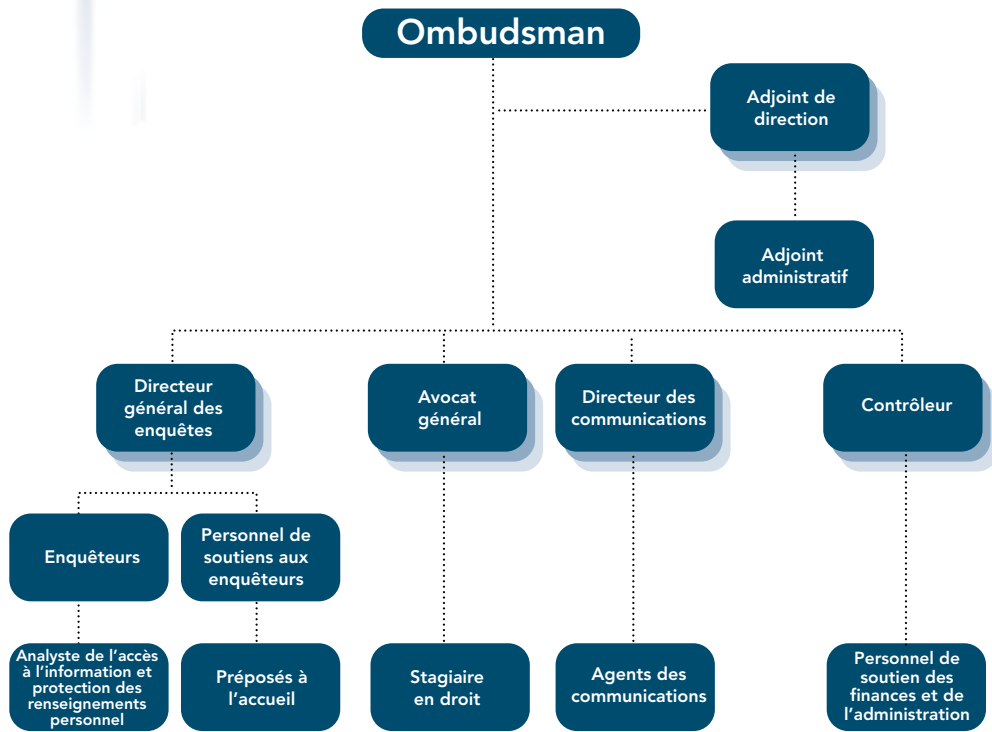 Ombudsman
Adjoint de
direction
Adjoint
administratif
Directeur
général des
enquêtes
Avocat
général
Directeur des
communications
Contrôleur
Enquêteurs
Personnel de
soutiens aux
enquêteurs
Analyste de l’accès
à l’information et
protection des
renseignements
personnel
Préposés à
l’accueil
Stagiaire
en droit
Agents des
communications
Personnel de
soutien des
finances et de
l’administration